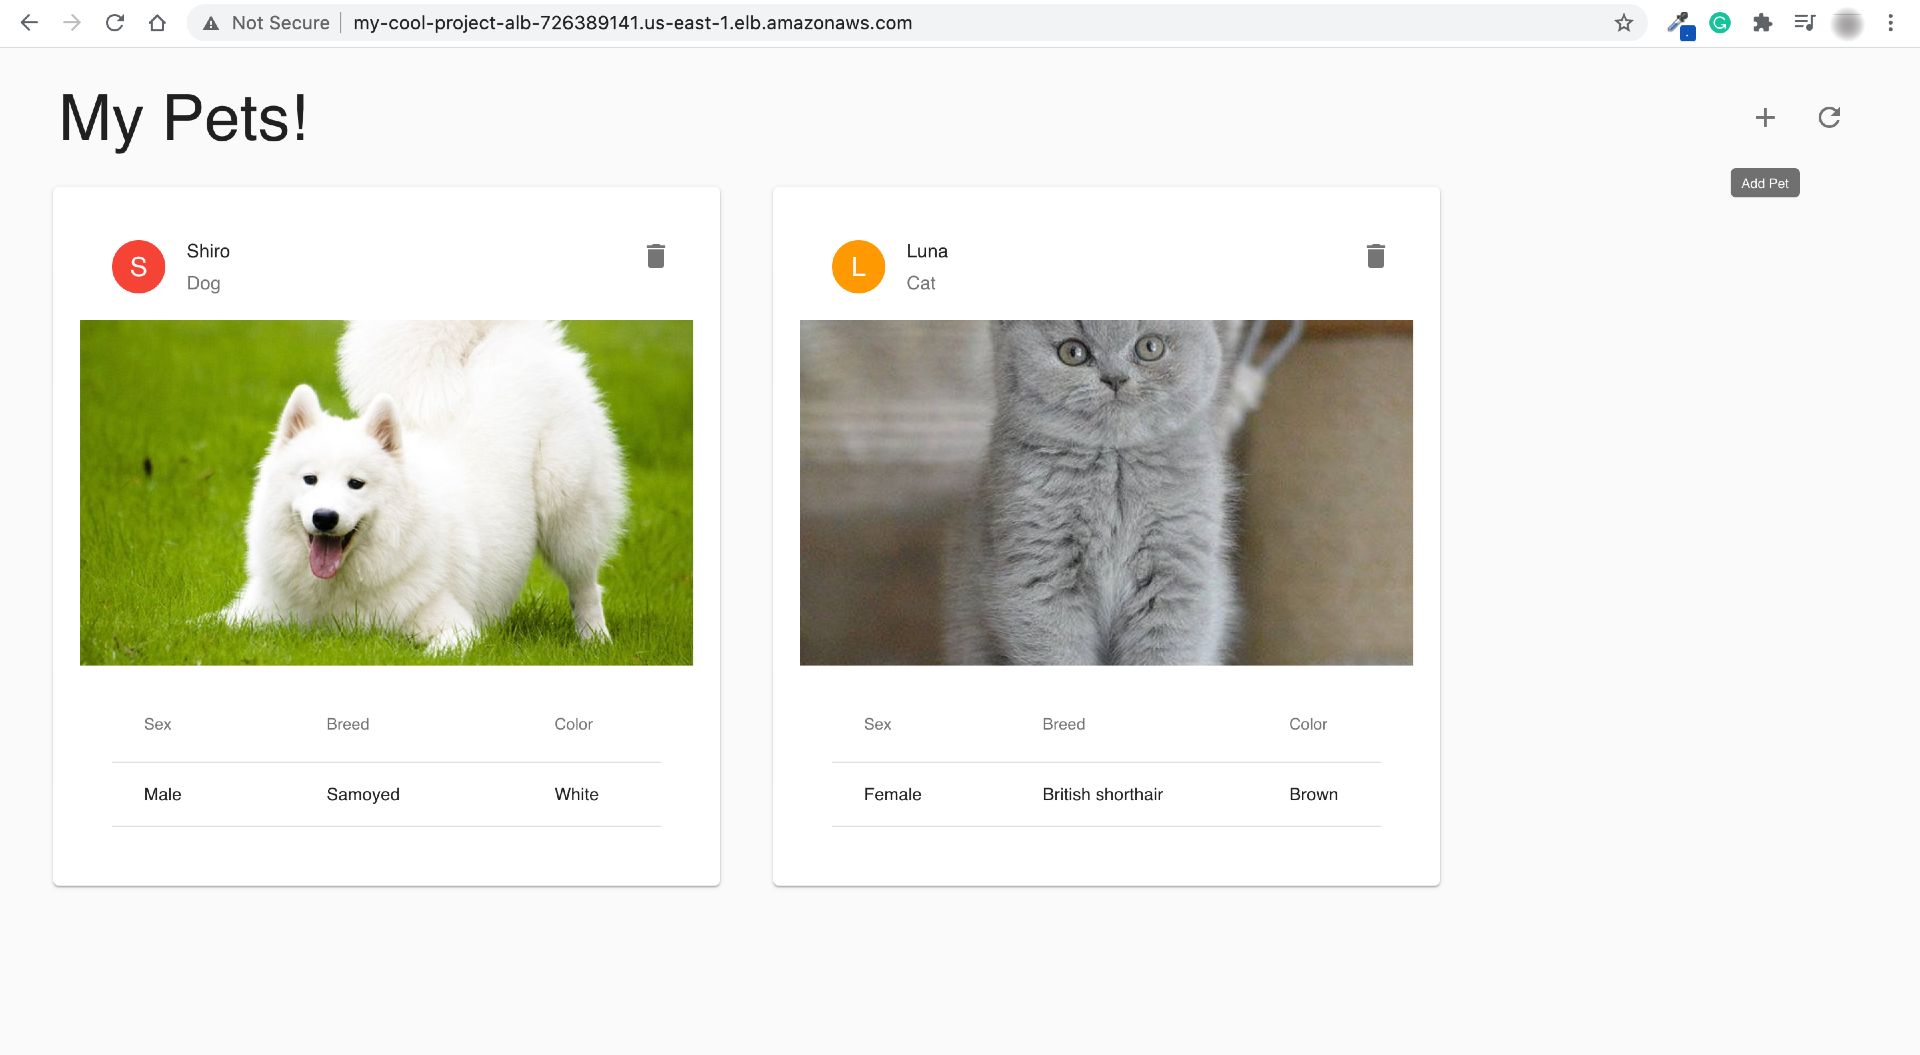 Not Secure my-cool-project-alb-726389141.us-east-1.elb.amazonaws.com
My Pets!
Add Pet
S
Shiro
Dog
Sex Breed Color
Male Samoyed White
L
Luna
Cat
Sex Breed Color
Female British shorthair Brown